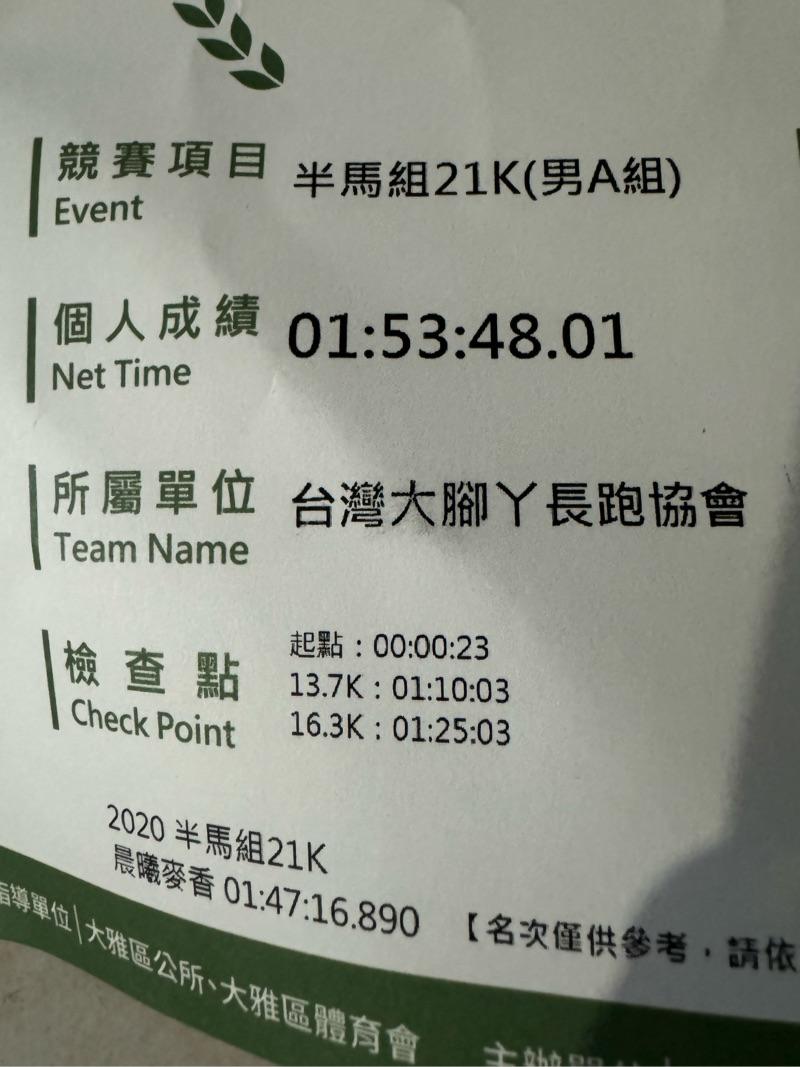 競賽項目 半馬組21K(男A組)
Event
個人成績 01:53:48.01
Net Time
所屬單位 台灣大腳丫長跑協會
Team Name
檢查點
Check Point
起點：00:00:23
13.7K：01:10:03
16.3K：01:25:03
2020 半馬組21K
晨曦麥香 01:47:16.890
【名次僅供參考，請依
指導單位│大雅區公所、大雅區體育會